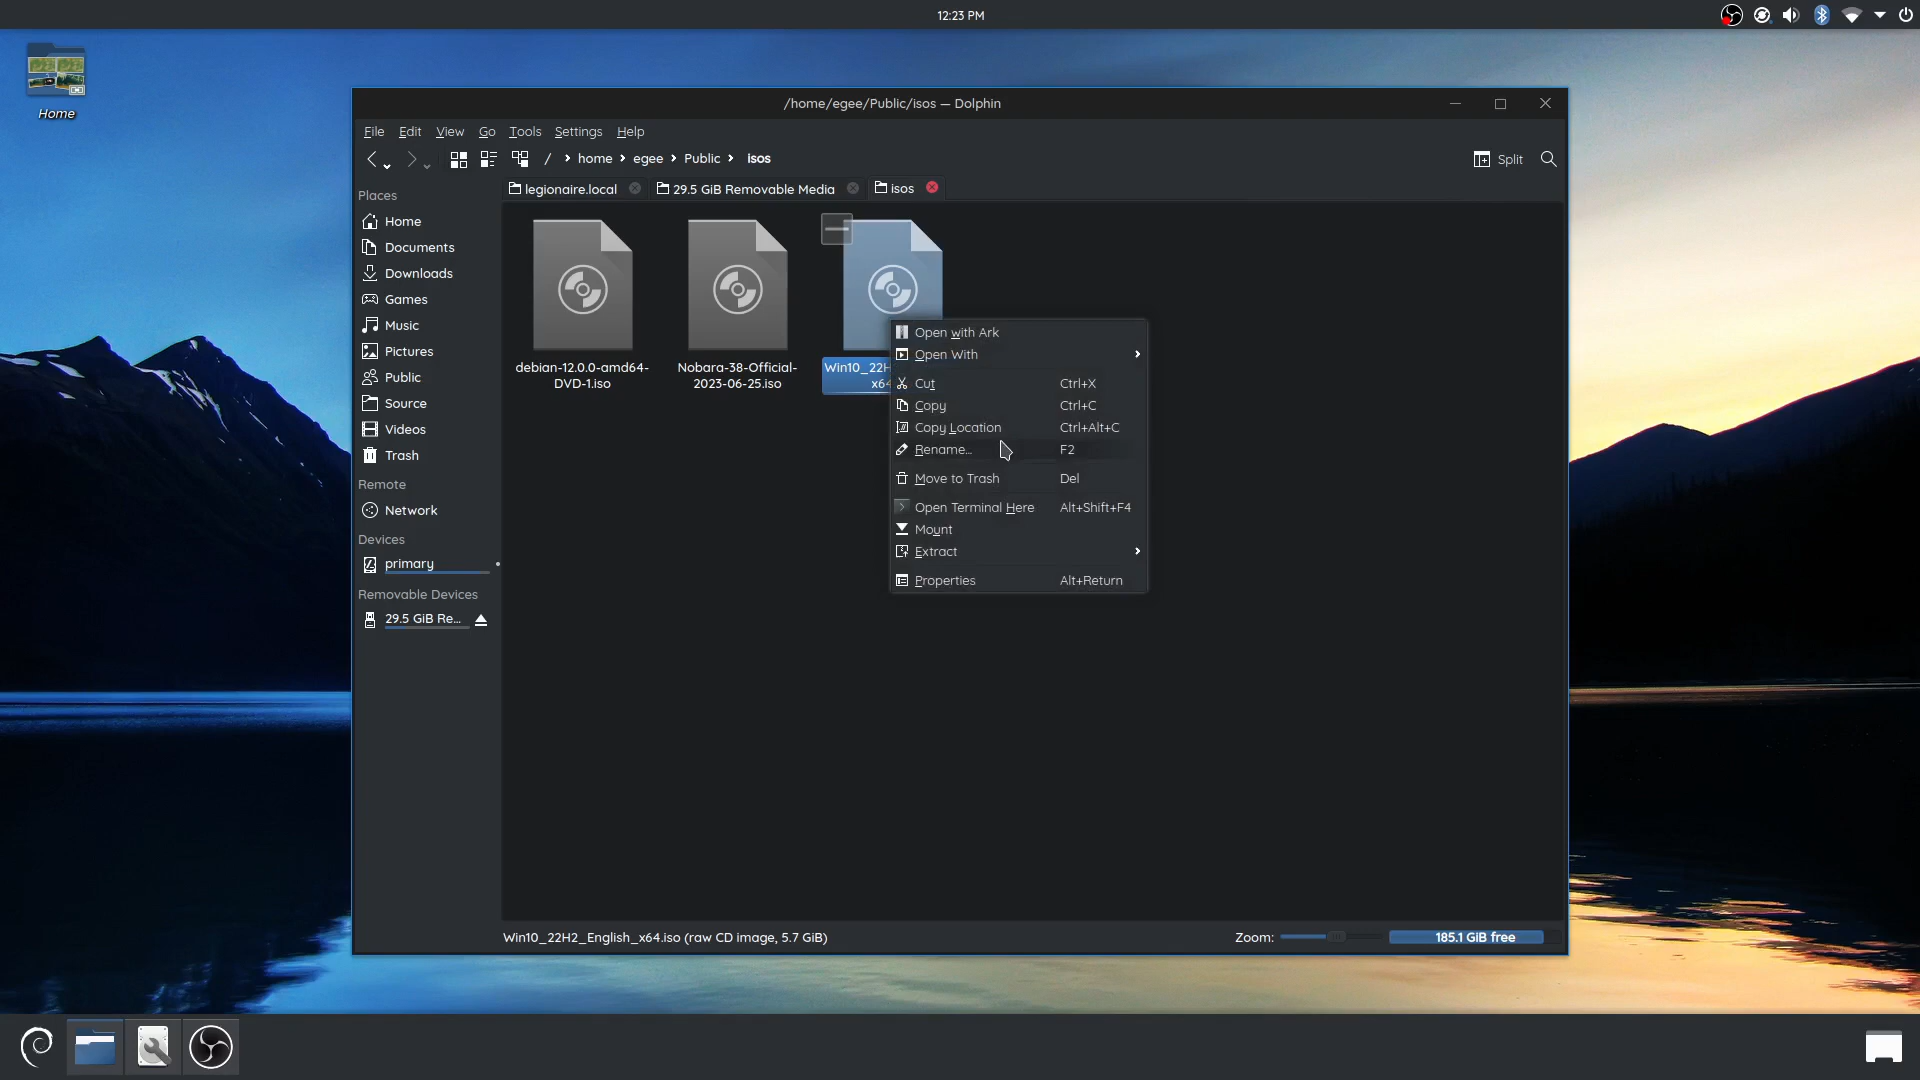 12:23 PM
Home
/home/egee/Public/isos — Dolphin
File Edit View Go Tools Settings Help
/ › home › egee › Public › isos
Split
Places
legionaire.local
29.5 GiB Removable Media
isos
Home
Documents
Downloads
Games
Music
Pictures
Public
Source
Videos
Trash
Remote
Network
Devices
primary
Removable Devices
29.5 GiB Re...
debian-12.0.0-amd64-
DVD-1.iso
Nobara-38-Official-
2023-06-25.iso
Win10_22H
x64
Open with Ark
Open With
Cut Ctrl+X
Copy Ctrl+C
Copy Location Ctrl+Alt+C
Rename... F2
Move to Trash Del
Open Terminal Here Alt+Shift+F4
Mount
Extract
Properties Alt+Return
Win10_22H2_English_x64.iso (raw CD image, 5.7 GiB)
Zoom:
185.1 GiB free